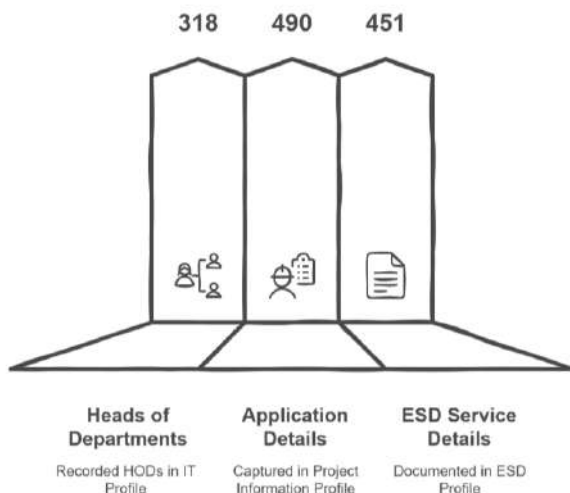 318 490 451
Heads of
Departments
Recorded HODs in IT
Profile
Application
Details
Captured in Project
Information Profile
ESD Service
Details
Documented in ESD
Profile